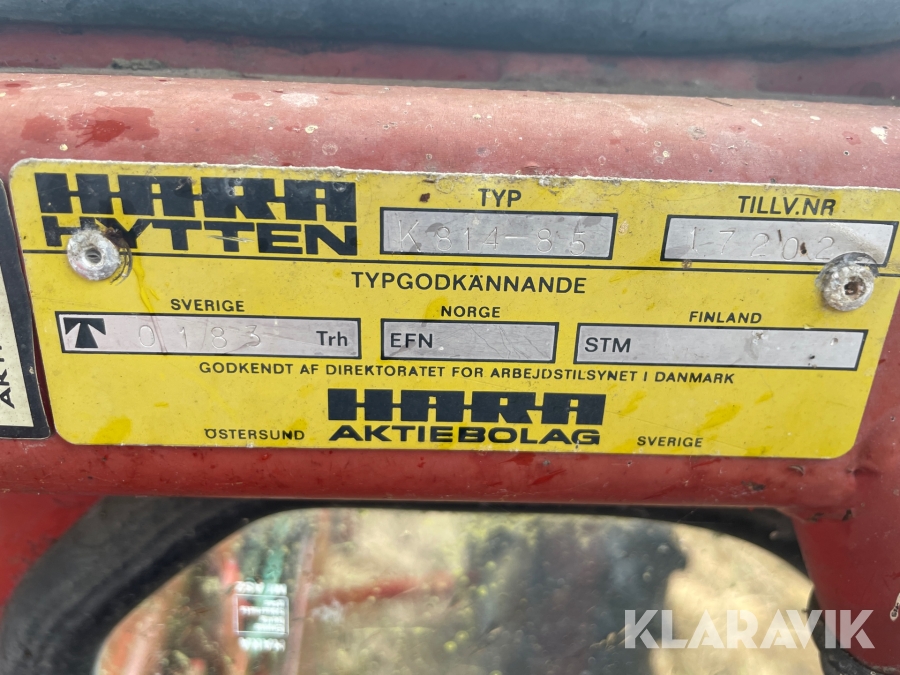 HARA
HYTTEN
TYP
K 814-85
TILLV.NR
17202
TYPGODKÄNNANDE
SVERIGE
0183 Trh
NORGE
EFN
FINLAND
STM
GODKENDT AF DIREKTORATET FOR ARBEJDSTILSYNET I DANMARK
HARA
ÖSTERSUND AKTIEBOLAG SVERIGE
KLARAVIK